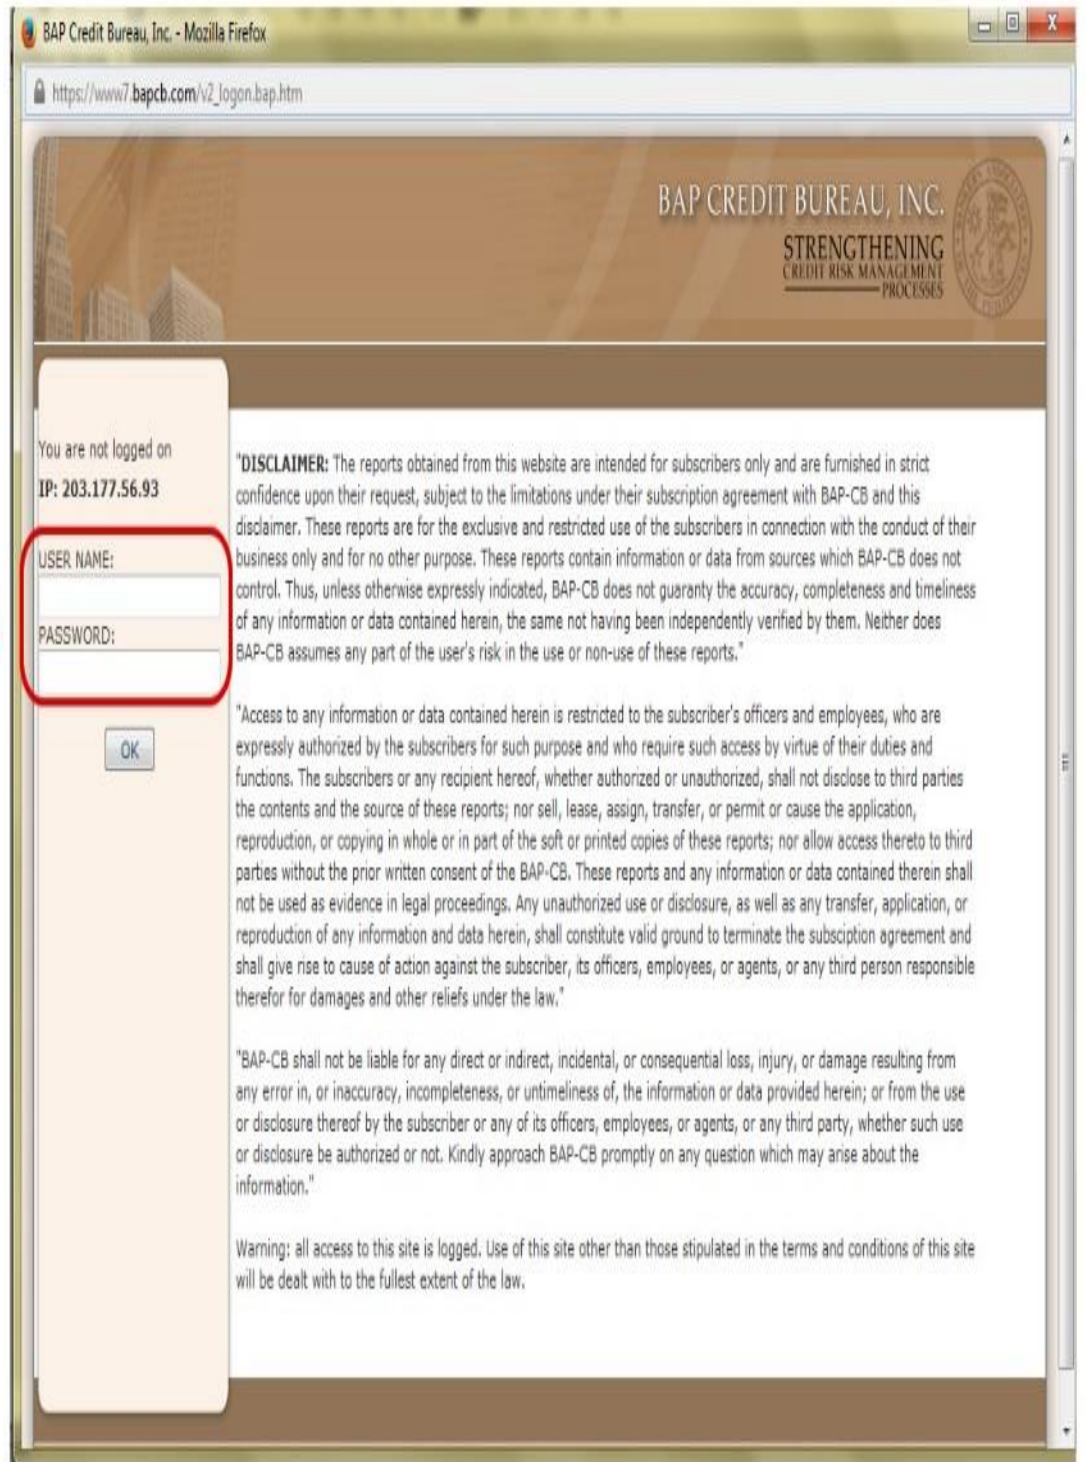 BAP Credit Bureau, Inc. - Mozilla Firefox
https://www7.bapcb.com/v2_logon.bap.htm
BAP CREDIT BUREAU, INC.
STRENGTHENING
CREDIT RISK MANAGEMENT
PROCESSES
You are not logged on
IP: 203.177.56.93
USER NAME:
PASSWORD:
OK
"DISCLAIMER: The reports obtained from this website are intended for subscribers only and are furnished in strict
confidence upon their request, subject to the limitations under their subscription agreement with BAP-CB and this
disclaimer. These reports are for the exclusive and restricted use of the subscribers in connection with the conduct of their
business only and for no other purpose. These reports contain information or data from sources which BAP-CB does not
control. Thus, unless otherwise expressly indicated, BAP-CB does not guaranty the accuracy, completeness and timeliness
of any information or data contained herein, the same not having been independently verified by them. Neither does
BAP-CB assumes any part of the user's risk in the use or non-use of these reports."
"Access to any information or data contained herein is restricted to the subscriber's officers and employees, who are
expressly authorized by the subscribers for such purpose and who require such access by virtue of their duties and
functions. The subscribers or any recipient hereof, whether authorized or unauthorized, shall not disclose to third parties
the contents and the source of these reports; nor sell, lease, assign, transfer, or permit or cause the application,
reproduction, or copying in whole or in part of the soft or printed copies of these reports; nor allow access thereto to third
parties without the prior written consent of the BAP-CB. These reports and any information or data contained therein shall
not be used as evidence in legal proceedings. Any unauthorized use or disclosure, as well as any transfer, application, or
reproduction of any information and data herein, shall constitute valid ground to terminate the subsciption agreement and
shall give rise to cause of action against the subscriber, its officers, employees, or agents, or any third person responsible
therefor for damages and other reliefs under the law."
"BAP-CB shall not be liable for any direct or indirect, incidental, or consequential loss, injury, or damage resulting from
any error in, or inaccuracy, incompleteness, or untimeliness of, the information or data provided herein; or from the use
or disclosure thereof by the subscriber or any of its officers, employees, or agents, or any third party, whether such use
or disclosure be authorized or not. Kindly approach BAP-CB promptly on any question which may arise about the
information."
Warning: all access to this site is logged. Use of this site other than those stipulated in the terms and conditions of this site
will be dealt with to the fullest extent of the law.